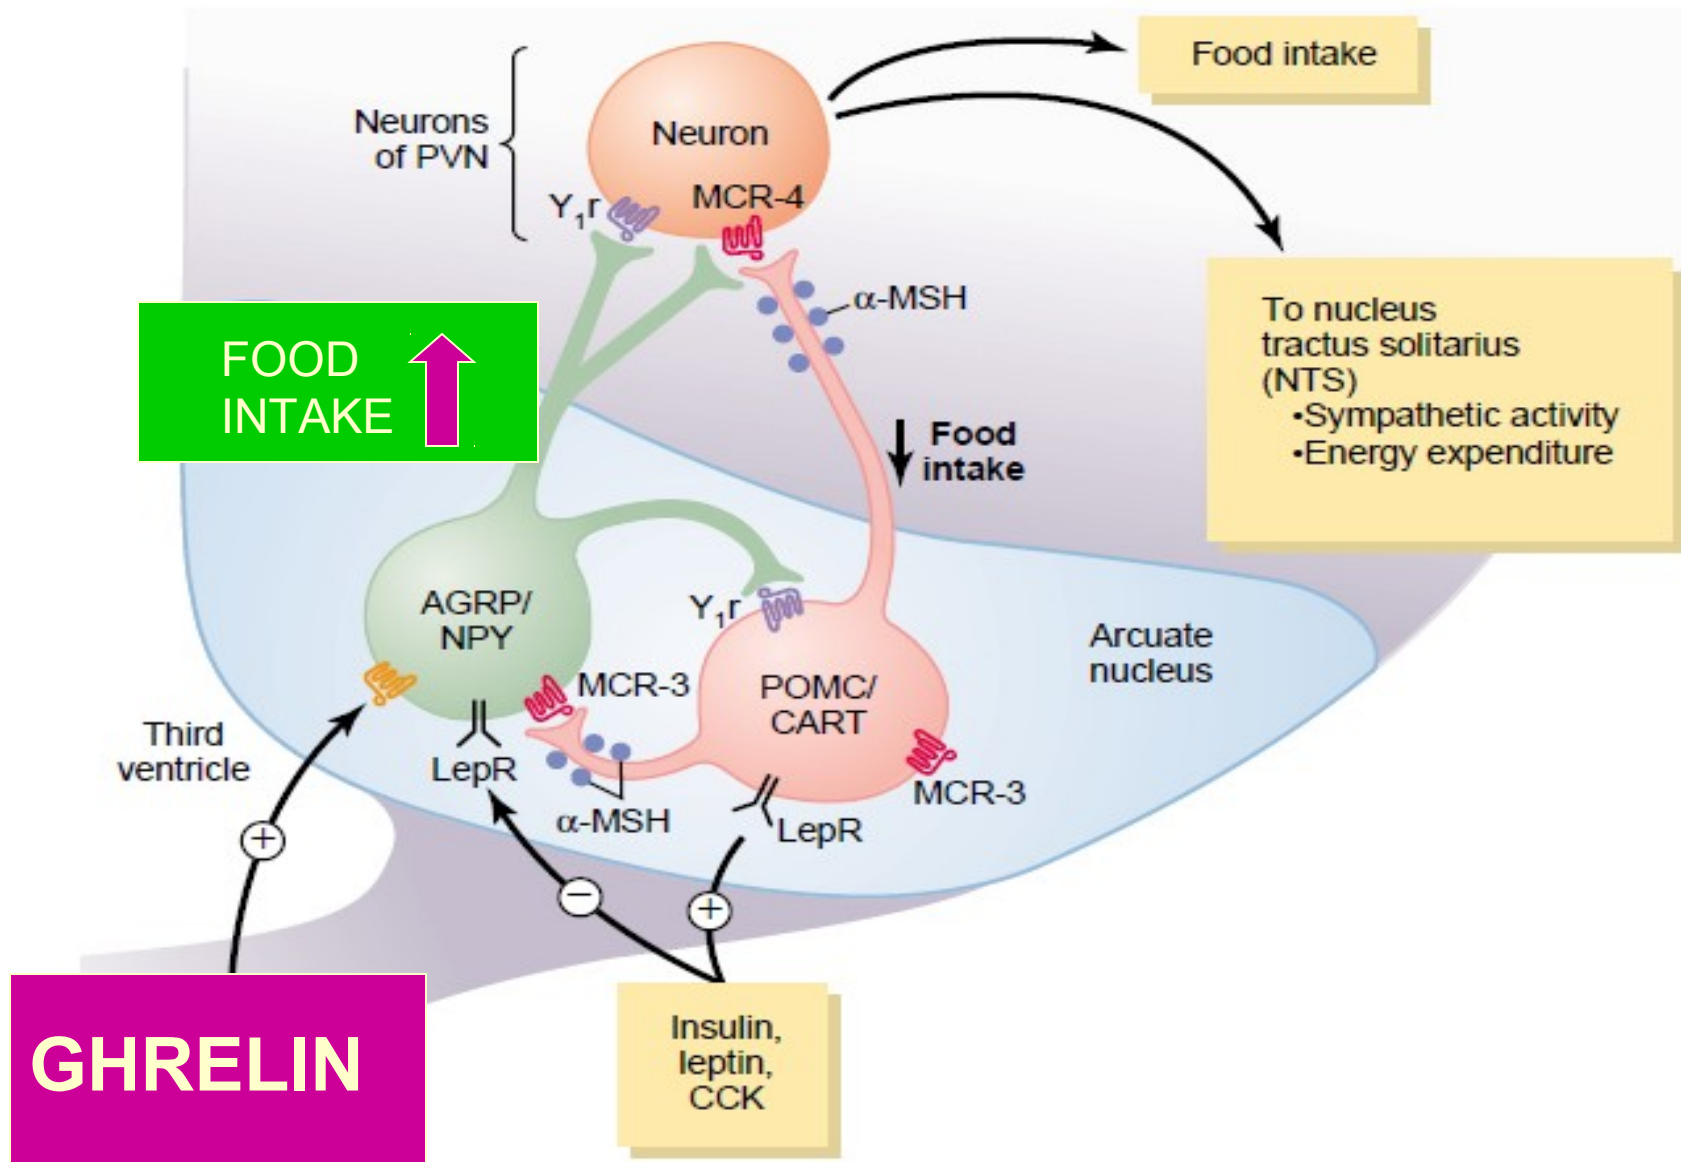 Food intake
Neurons
of PVN
Neuron
Y₁r
MCR-4
α-MSH
To nucleus
tractus solitarius
(NTS)
•Sympathetic activity
•Energy expenditure
FOOD
INTAKE
Food
intake
AGRP/
NPY
Y₁r
Arcuate
nucleus
MCR-3
POMC/
CART
Third
ventricle
LepR
MCR-3
α-MSH
LepR
+
−
+
GHRELIN
Insulin,
leptin,
CCK